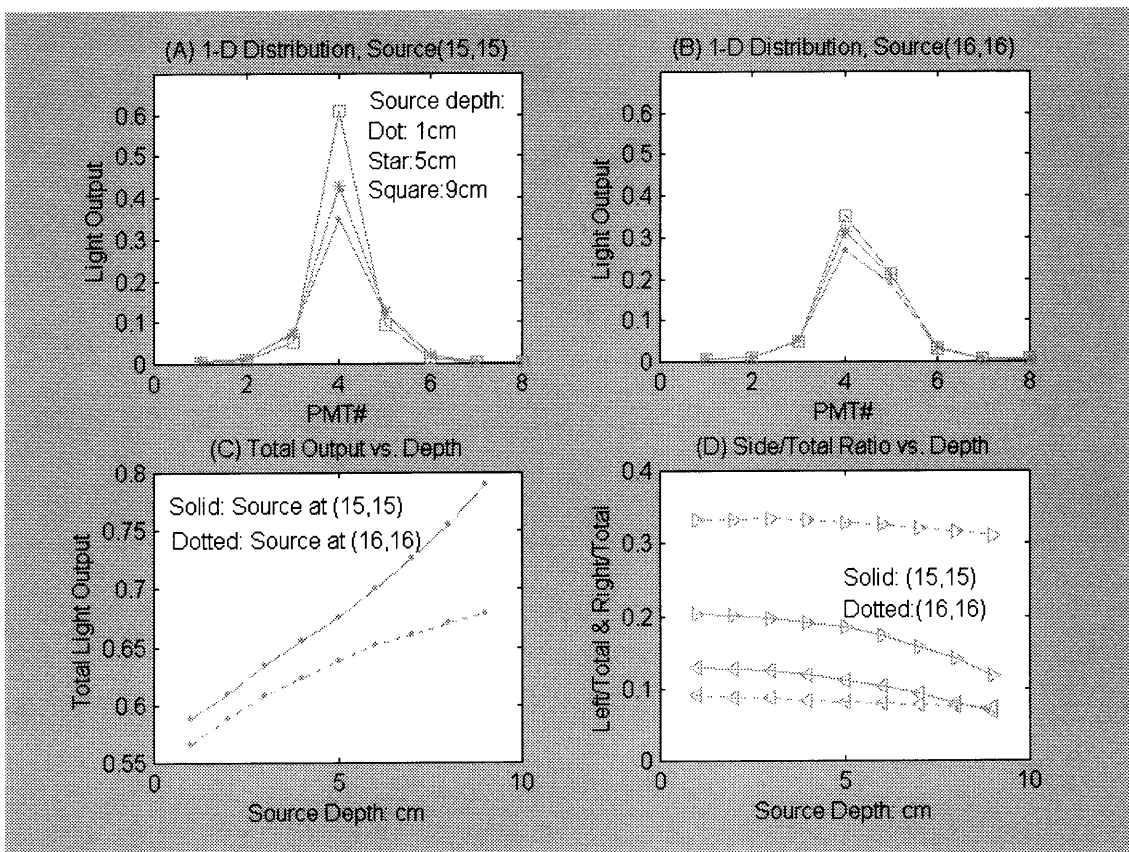 (A) 1-D Distribution, Source(15,15)
Light Output
0.6
0.5
0.4
0.3
0.2
0.1
0
Source depth:
Dot: 1cm
Star:5cm
Square:9cm
0 2 4 6 8
PMT#
(B) 1-D Distribution, Source(16,16)
Light Output
0.6
0.5
0.4
0.3
0.2
0.1
0
0 2 4 6 8
PMT#
(C) Total Output vs. Depth
Total Light Output
0.8
0.75
0.7
0.65
0.6
0.55
Solid: Source at (15,15)
Dotted: Source at (16,16)
0 5 10
Source Depth: cm
(D) Side/Total Ratio vs. Depth
Left/Total & Right/Total
0.4
0.3
0.2
0.1
0
Solid: (15,15)
Dotted:(16,16)
0 5 10
Source Depth: cm